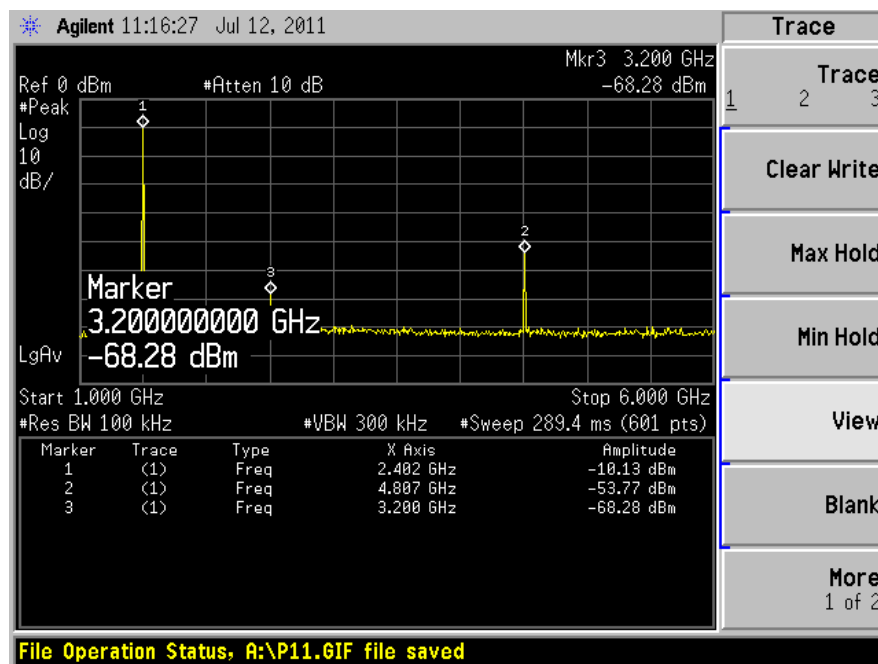 Agilent 11:16:27 Jul 12, 2011
Trace
Mkr3 3.200 GHz
Ref 0 dBm #Atten 10 dB -68.28 dBm
#Peak
Log
10
dB/
1
2
3
Marker
3.200000000 GHz
-68.28 dBm
LgAv
Start 1.000 GHz Stop 6.000 GHz
#Res BW 100 kHz #VBW 300 kHz #Sweep 289.4 ms (601 pts)
Marker Trace Type X Axis Amplitude
1 (1) Freq 2.402 GHz -10.13 dBm
2 (1) Freq 4.807 GHz -53.77 dBm
3 (1) Freq 3.200 GHz -68.28 dBm
Trace
1 2 3
Clear Write
Max Hold
Min Hold
View
Blank
More
1 of 2
File Operation Status, A:\P11.GIF file saved